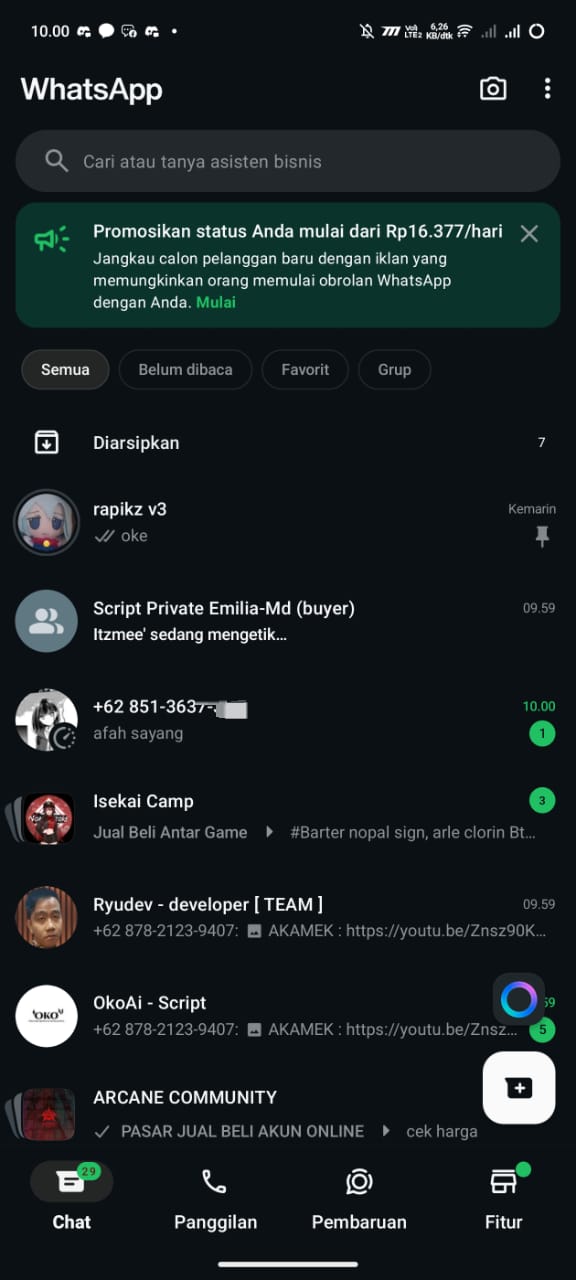 10.00
Vo))
LTE2
6,26
KB/dtk
WhatsApp
Cari atau tanya asisten bisnis
Promosikan status Anda mulai dari Rp16.377/hari
Jangkau calon pelanggan baru dengan iklan yang
memungkinkan orang memulai obrolan WhatsApp
dengan Anda. Mulai
Semua
Belum dibaca
Favorit
Grup
Diarsipkan
7
rapikz v3
Kemarin
oke
Script Private Emilia-Md (buyer)
09.59
Itzmee' sedang mengetik...
+62 851-3637-
10.00
afah sayang
1
Isekai Camp
3
Jual Beli Antar Game
#Barter nopal sign, arle clorin Bt...
Ryudev - developer [ TEAM ]
09.59
+62 878-2123-9407: AKAMEK : https://youtu.be/Znsz90K...
OKO
OkoAi - Script
59
+62 878-2123-9407: AKAMEK : https://youtu.be/Znsz...
5
ARCANE COMMUNITY
PASAR JUAL BELI AKUN ONLINE
cek harga
29
Chat
Panggilan
Pembaruan
Fitur